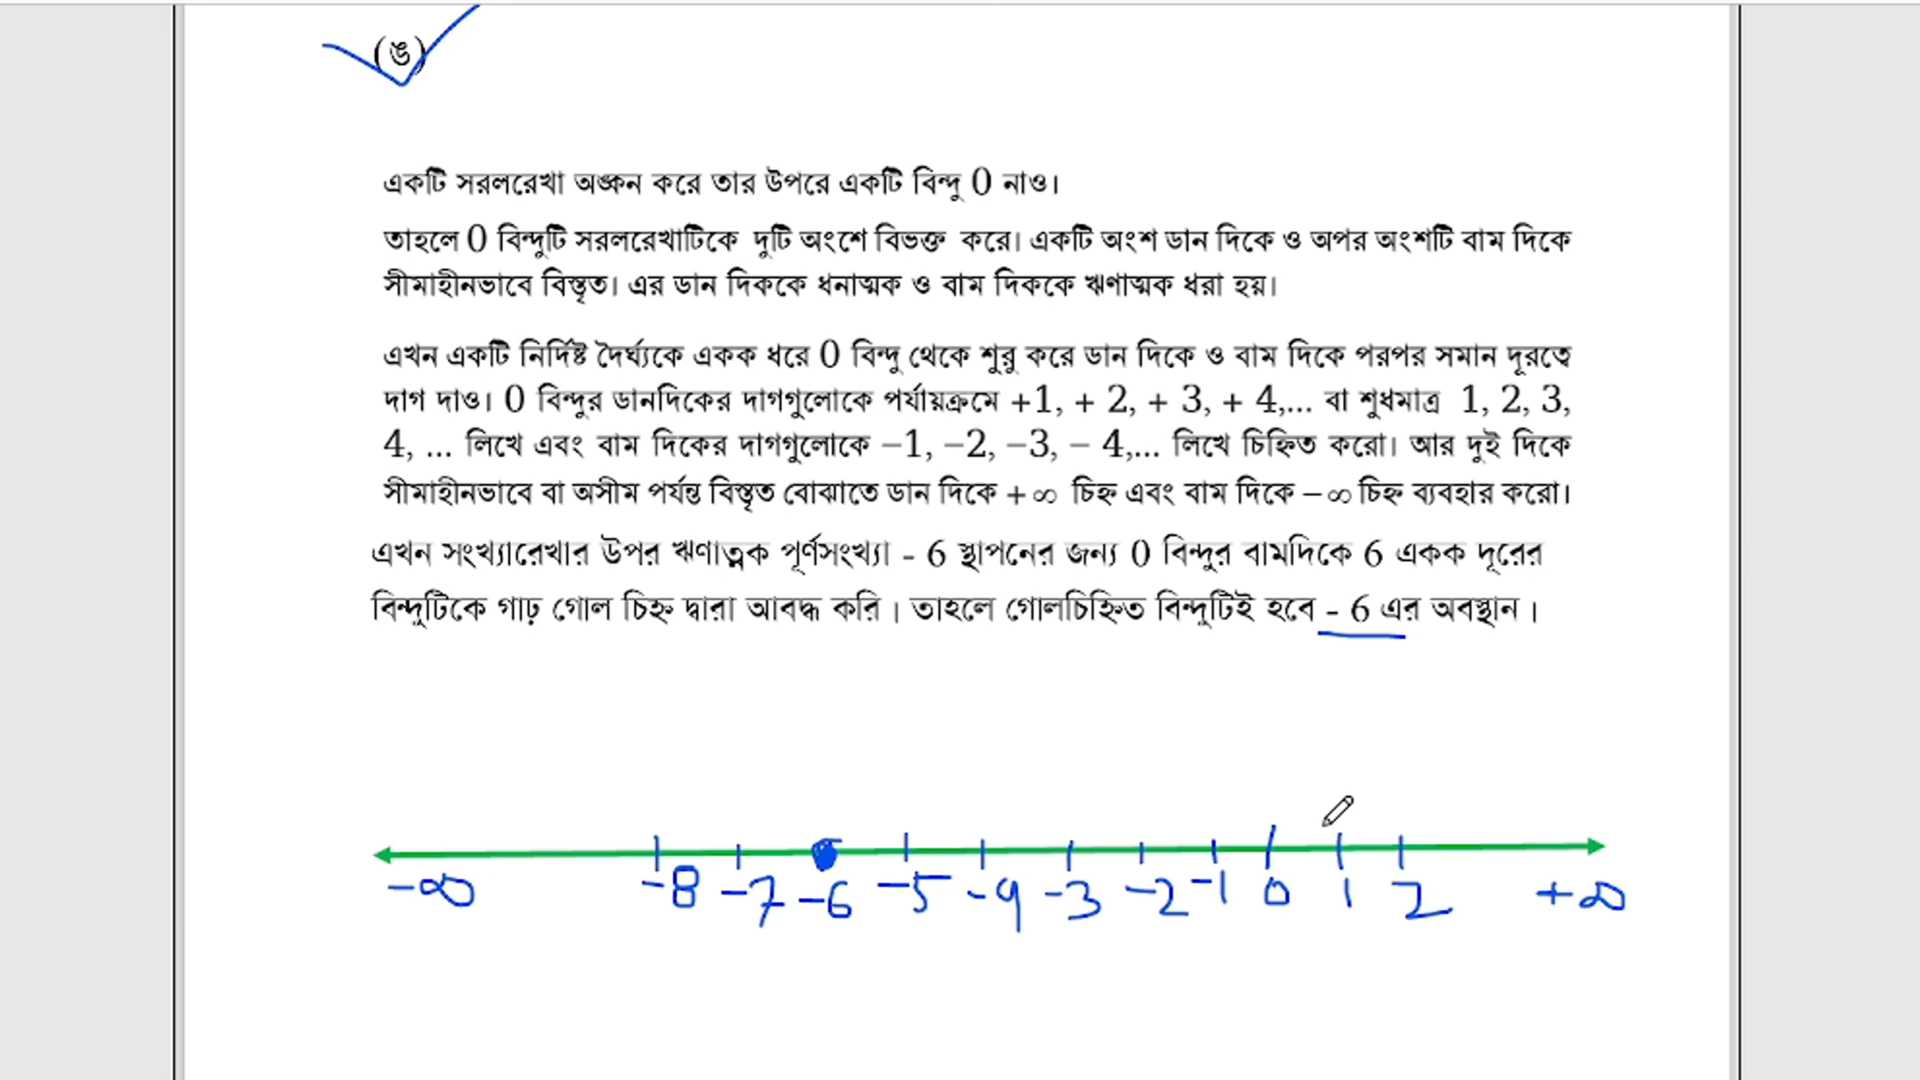 (ঙ)
একটি সরলরেখা অঙ্কন করে তার উপরে একটি বিন্দু 0 নাও।
তাহলে 0 বিন্দুটি সরলরেখাটিকে দুটি অংশে বিভক্ত করে। একটি অংশ ডান দিকে ও অপর অংশটি বাম দিকে
সীমাহীনভাবে বিস্তৃত। এর ডান দিককে ধনাত্মক ও বাম দিককে ঋণাত্মক ধরা হয়।
এখন একটি নির্দিষ্ট দৈর্ঘ্যকে একক ধরে 0 বিন্দু থেকে শুরু করে ডান দিকে ও বাম দিকে পরপর সমান দূরত্বে
দাগ দাও। 0 বিন্দুর ডানদিকের দাগগুলোকে পর্যায়ক্রমে +1, + 2, + 3, + 4,... বা শুধমাত্র 1, 2, 3,
4, ... লিখে এবং বাম দিকের দাগগুলোকে −1, −2, −3, − 4,... লিখে চিহ্নিত করো। আর দুই দিকে
সীমাহীনভাবে বা অসীম পর্যন্ত বিস্তৃত বোঝাতে ডান দিকে + ∞ চিহ্ন এবং বাম দিকে − ∞ চিহ্ন ব্যবহার করো।
এখন সংখ্যারেখার উপর ঋণাত্নক পূর্ণসংখ্যা - 6 স্থাপনের জন্য 0 বিন্দুর বামদিকে 6 একক দূরের
বিন্দুটিকে গাঢ় গোল চিহ্ন দ্বারা আবদ্ধ করি। তাহলে গোলচিহ্নিত বিন্দুটিই হবে - 6 এর অবস্থান।
-∞ -8 -7 -6 -5 -4 -3 -2 -1 0 1 2 +∞